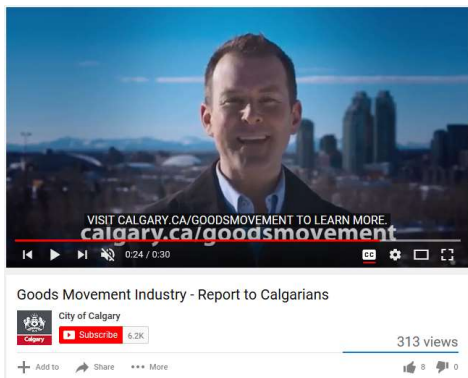 VISIT CALGARY.CA/GOODSMOVEMENT TO LEARN MORE.
calgary.ca/goodsmovement
0:24 / 0:30
CC
Goods Movement Industry - Report to Calgarians
City of Calgary
Calgary
Subscribe 6.2K
313 views
Add to Share More
8 0